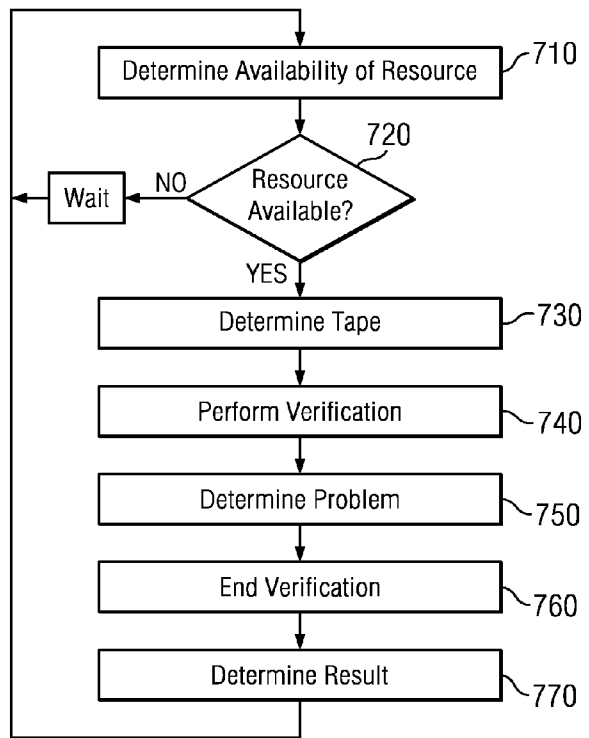 Determine Availability of Resource
710
720
Resource
Available?
NO
Wait
YES
Determine Tape
730
Perform Verification
740
Determine Problem
750
End Verification
760
Determine Result
770